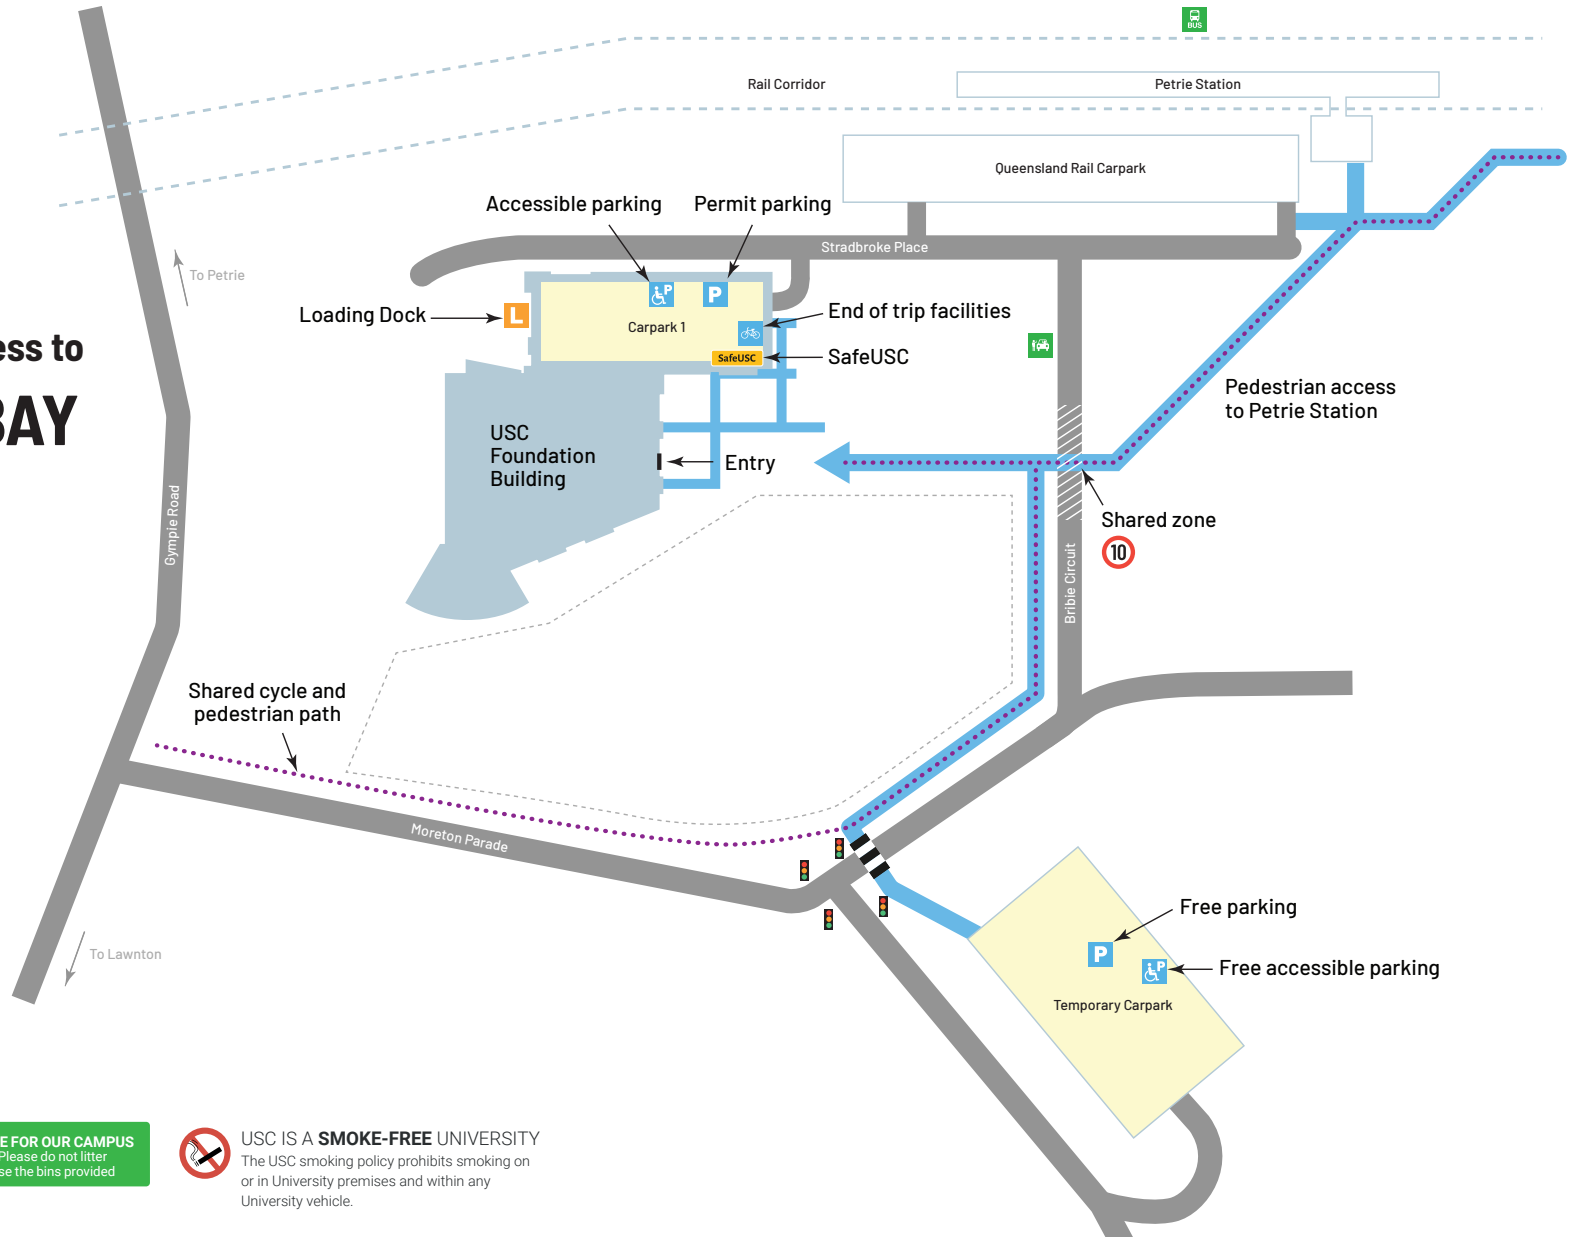 BUS
Rail Corridor
Petrie Station
Queensland Rail Carpark
Accessible parking
Permit parking
Stradbroke Place
To Petrie
P
P
Loading Dock
L
Carpark 1
End of trip facilities
SafeUSC
SafeUSC
ess to
BAY
Pedestrian access
to Petrie Station
USC
Foundation
Building
Entry
Shared zone
10
Gympie Road
Bribie Circuit
Shared cycle and
pedestrian path
Moreton Parade
Free parking
P
P
Free accessible parking
To Lawnton
Temporary Carpark
E FOR OUR CAMPUS
Please do not litter
se the bins provided
USC IS A SMOKE-FREE UNIVERSITY
The USC smoking policy prohibits smoking on
or in University premises and within any
University vehicle.